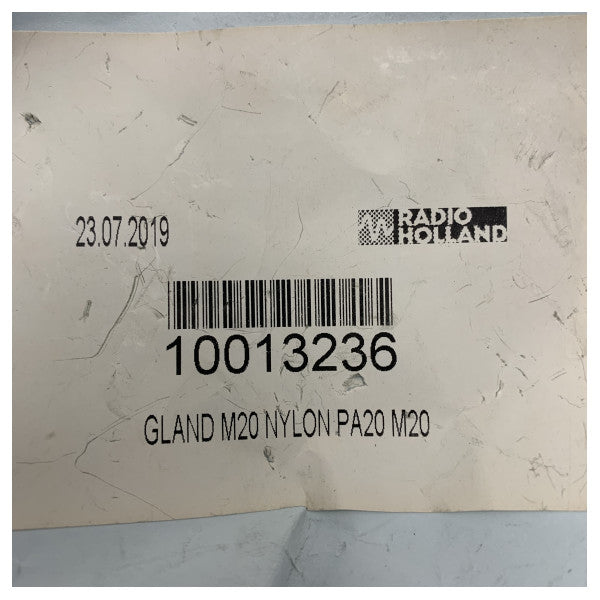 23.07.2019
RADIO
HOLLAND
10013236
GLAND M20 NYLON PA20 M20